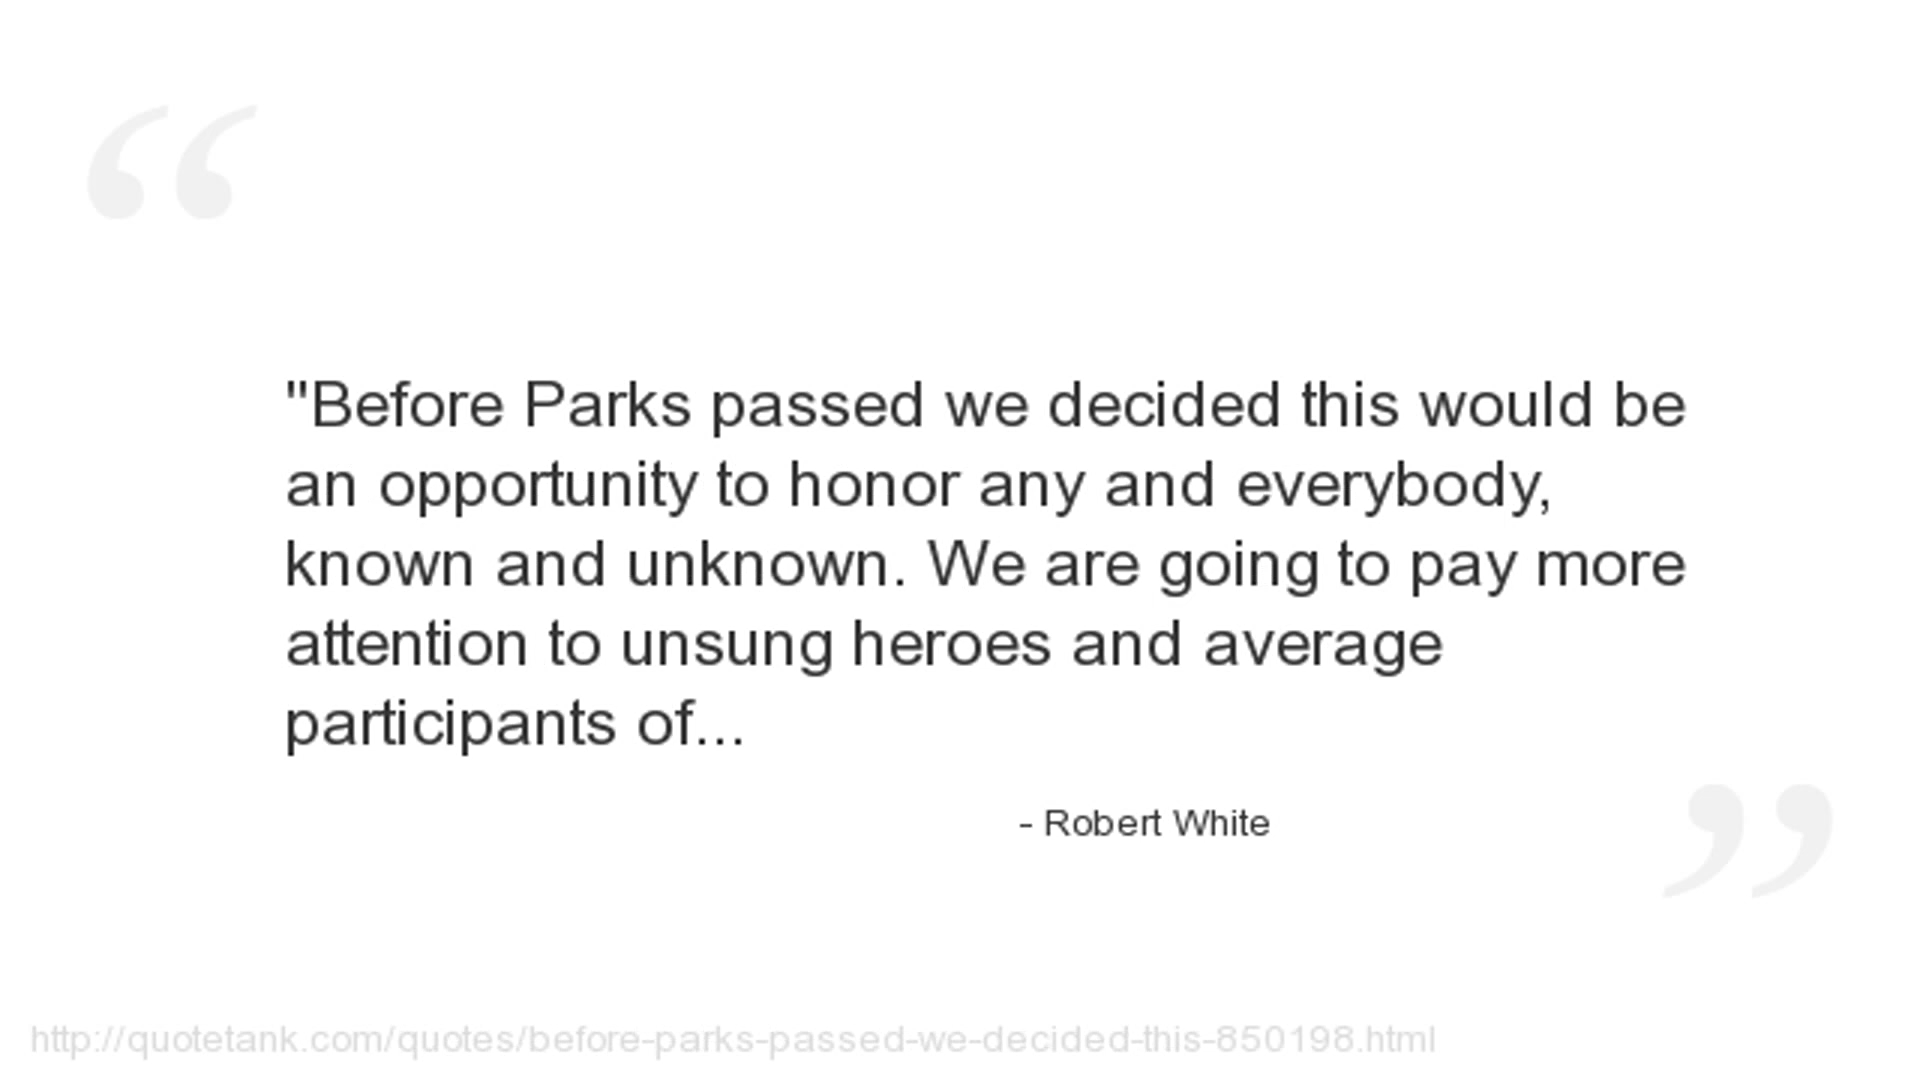 "Before Parks passed we decided this would be
an opportunity to honor any and everybody,
known and unknown. We are going to pay more
attention to unsung heroes and average
participants of...
- Robert White
http://quotetank.com/quotes/before-parks-passed-we-decided-this-850198.html